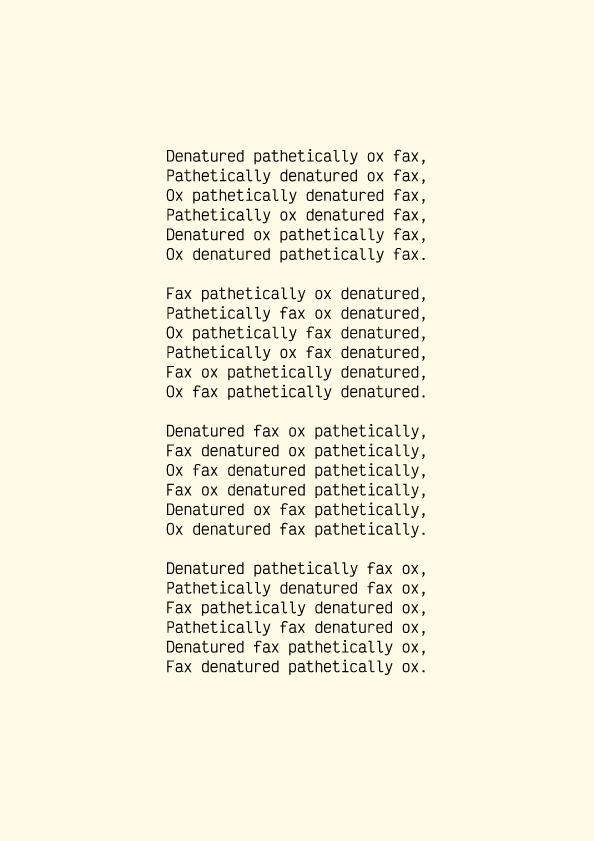 Denatured pathetically ox fax,
Pathetically denatured ox fax,
Ox pathetically denatured fax,
Pathetically ox denatured fax,
Denatured ox pathetically fax,
Ox denatured pathetically fax.

Fax pathetically ox denatured,
Pathetically fax ox denatured,
Ox pathetically fax denatured,
Pathetically ox fax denatured,
Fax ox pathetically denatured,
Ox fax pathetically denatured.

Denatured fax ox pathetically,
Fax denatured ox pathetically,
Ox fax denatured pathetically,
Fax ox denatured pathetically,
Denatured ox fax pathetically,
Ox denatured fax pathetically.

Denatured pathetically fax ox,
Pathetically denatured fax ox,
Fax pathetically denatured ox,
Pathetically fax denatured ox,
Denatured fax pathetically ox,
Fax denatured pathetically ox.